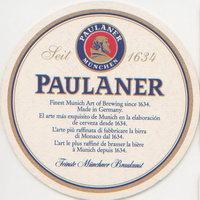 PAULANER
MÜNCHEN
Seit 1634
PAULANER
Finest Munich Art of Brewing since 1634.
Made in Germany.
El arte más exquisito de Munich en la elaboración
de cerveza desde 1634.
L'arte più raffinata di fabbricare la birra
di Monaco dal 1634.
L'art le plus raffiné de brasser la bière
à Munich depuis 1634.
Feinste Münchner Braukunst